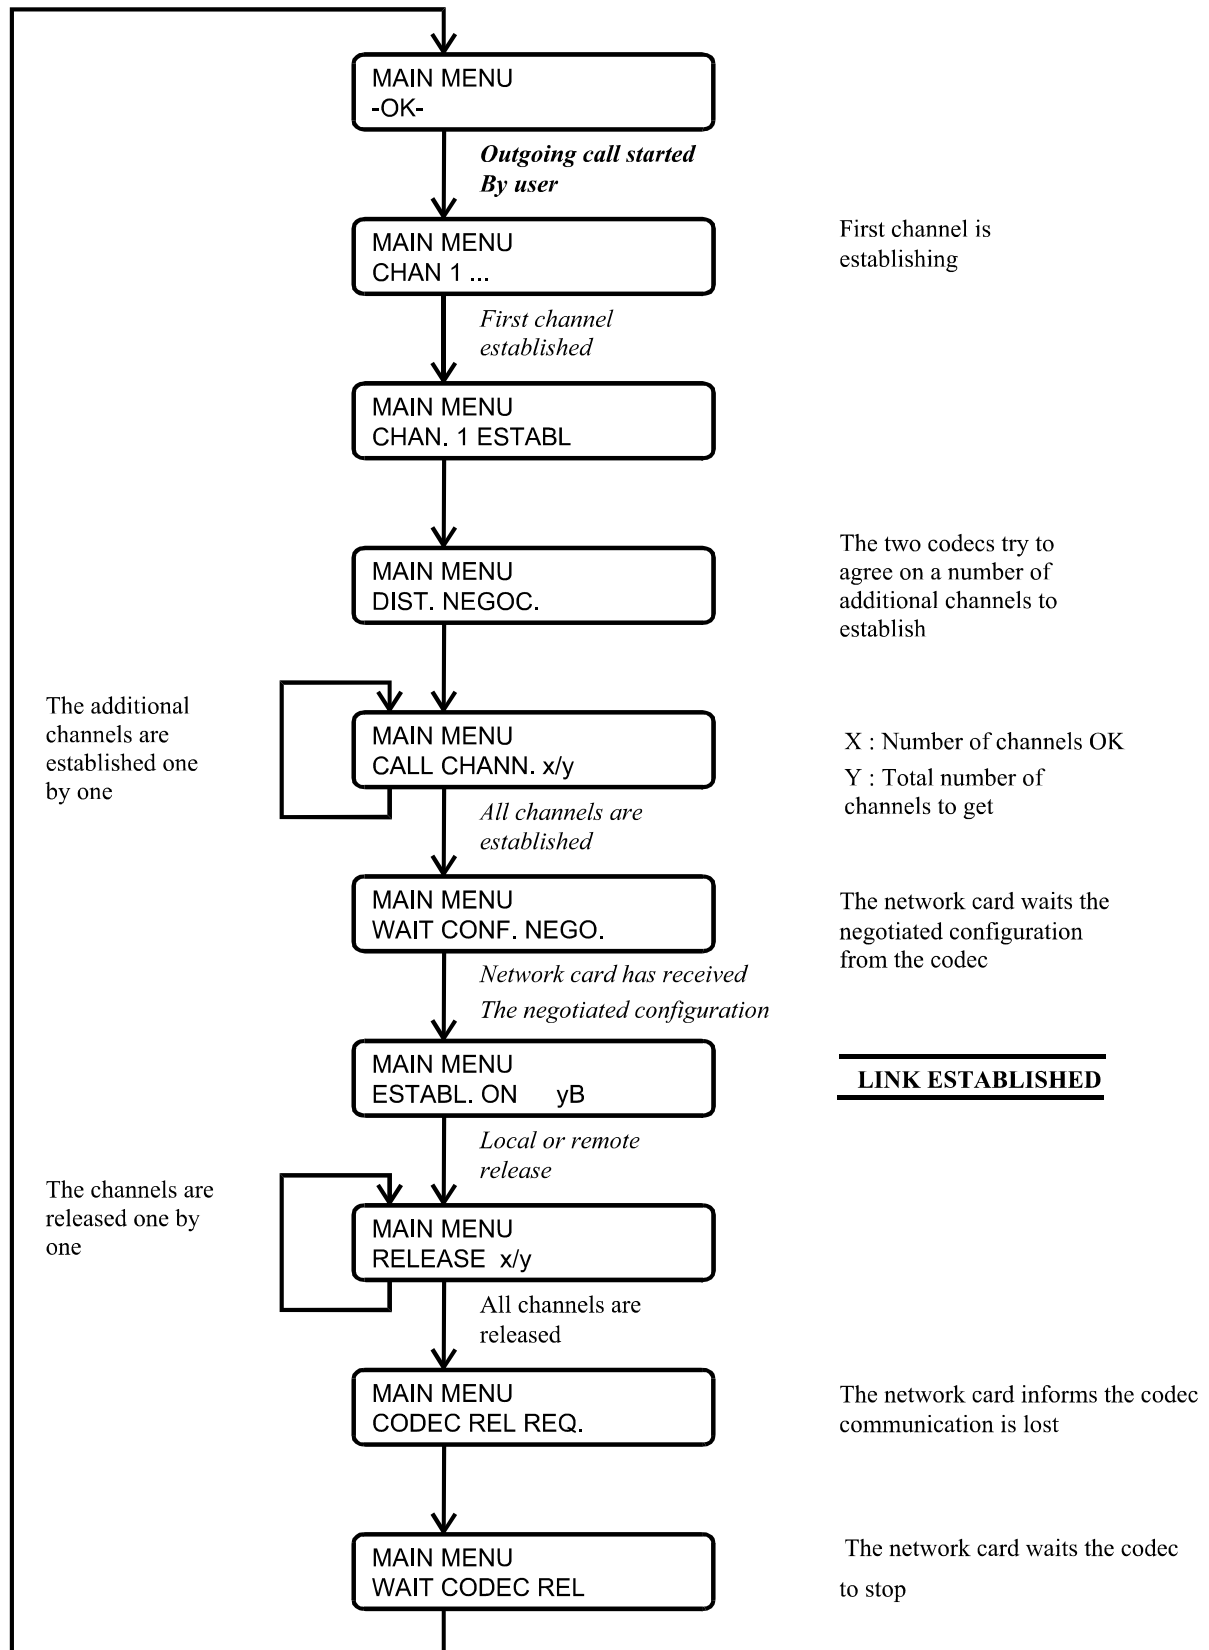 MAIN MENU
-OK-
Outgoing call started
By user
MAIN MENU
CHAN 1 ...
First channel is
establishing
First channel
established
MAIN MENU
CHAN. 1 ESTABL
MAIN MENU
DIST. NEGOC.
The two codecs try to
agree on a number of
additional channels to
establish
The additional
channels are
established one
by one
MAIN MENU
CALL CHANN. x/y
X : Number of channels OK
Y : Total number of
channels to get
All channels are
established
MAIN MENU
WAIT CONF. NEGO.
The network card waits the
negotiated configuration
from the codec
Network card has received
The negotiated configuration
MAIN MENU
ESTABL. ON yB
LINK ESTABLISHED
Local or remote
release
The channels are
released one by
one
MAIN MENU
RELEASE x/y
All channels are
released
MAIN MENU
CODEC REL REQ.
The network card informs the codec
communication is lost
MAIN MENU
WAIT CODEC REL
The network card waits the codec
to stop